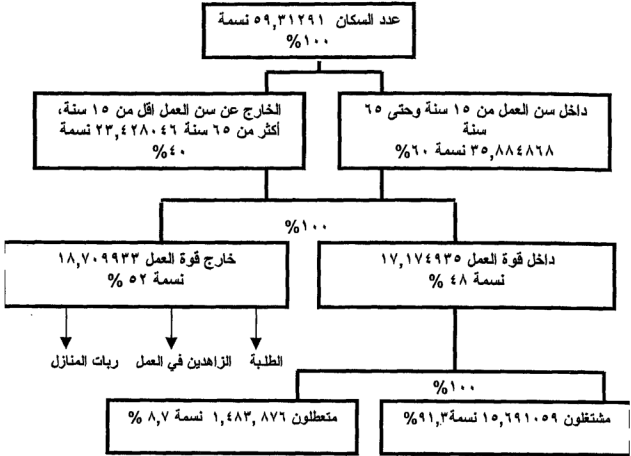 عدد السكان ٥٩,٣١٢٩١ نسمة
%١٠٠
داخل سن العمل من ١٥ سنة وحتى ٦٥
سنة
٣٥,٨٨٤٨٦٨ نسمة ٦٠%
الخارج عن سن العمل اقل من ١٥ سنة،
أكثر من ٦٥ سنة ٢٣,٤٢٨٠٤٦ نسمة
%٤٠
%١٠٠
داخل قوة العمل ١٧,١٧٤٩٣٥
نسمة ٤٨ %
خارج قوة العمل ١٨,٧٠٩٩٣٣
نسمة ٥٢ %
الطلبة
الزاهدين في العمل
ربات المنازل
%١٠٠
مشتغلون ١٥,٦٩١٠٥٩ نسمة٩١,٣%
متعطلون ١,٤٨٣,٨٧٦ نسمة ٨,٧ %